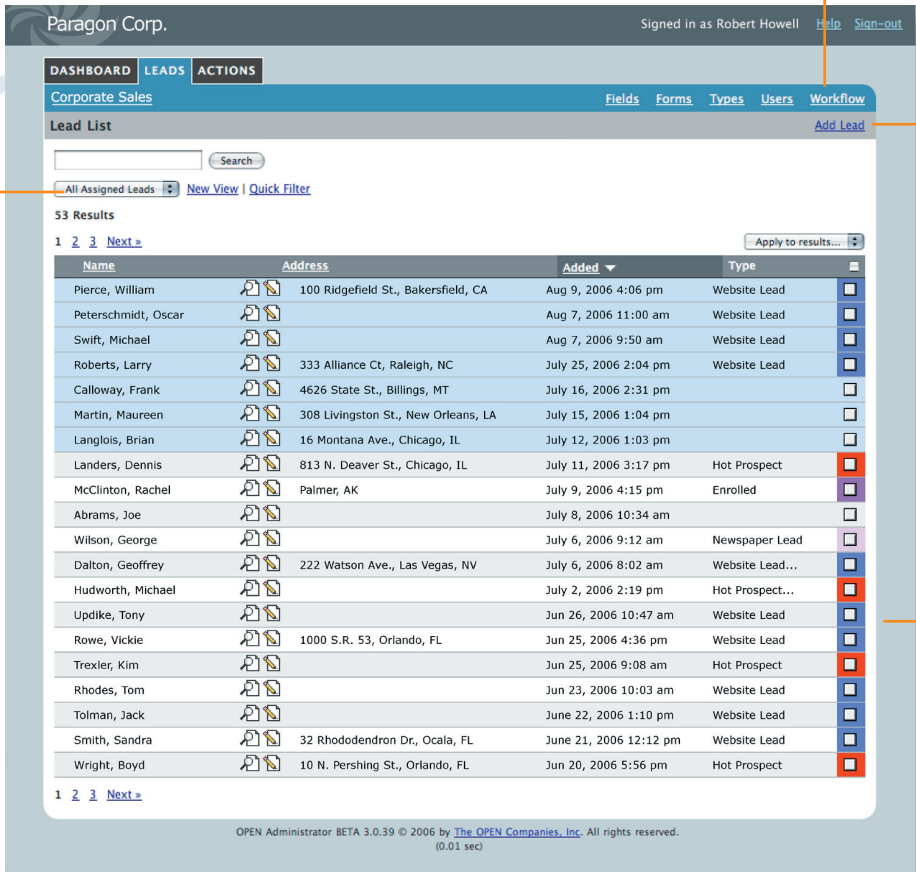 Paragon Corp. Signed in as Robert Howell Help Sign-out
DASHBOARD LEADS ACTIONS
Corporate Sales Fields Forms Types Users Workflow
Lead List Add Lead
Search
All Assigned Leads New View | Quick Filter
53 Results
1 2 3 Next » Apply to results...
Name Address Added Type
Pierce, William 100 Ridgefield St., Bakersfield, CA Aug 9, 2006 4:06 pm Website Lead
Peterschmidt, Oscar Aug 7, 2006 11:00 am Website Lead
Swift, Michael Aug 7, 2006 9:50 am Website Lead
Roberts, Larry 333 Alliance Ct, Raleigh, NC July 25, 2006 2:04 pm Website Lead
Calloway, Frank 4626 State St., Billings, MT July 16, 2006 2:31 pm
Martin, Maureen 308 Livingston St., New Orleans, LA July 15, 2006 1:04 pm
Langlois, Brian 16 Montana Ave., Chicago, IL July 12, 2006 1:03 pm
Landers, Dennis 813 N. Deaver St., Chicago, IL July 11, 2006 3:17 pm Hot Prospect
McClinton, Rachel Palmer, AK July 9, 2006 4:15 pm Enrolled
Abrams, Joe July 8, 2006 10:34 am
Wilson, George July 6, 2006 9:12 am Newspaper Lead
Dalton, Geoffrey 222 Watson Ave., Las Vegas, NV July 6, 2006 8:02 am Website Lead...
Hudworth, Michael July 2, 2006 2:19 pm Hot Prospect...
Updike, Tony Jun 26, 2006 10:47 am Website Lead
Rowe, Vickie 1000 S.R. 53, Orlando, FL Jun 25, 2006 4:36 pm Website Lead
Trexler, Kim Jun 25, 2006 9:08 am Hot Prospect
Rhodes, Tom Jun 23, 2006 10:03 am Website Lead
Tolman, Jack June 22, 2006 1:10 pm Website Lead
Smith, Sandra 32 Rhododendron Dr., Ocala, FL June 21, 2006 12:12 pm Website Lead
Wright, Boyd 10 N. Pershing St., Orlando, FL Jun 20, 2006 5:56 pm Hot Prospect
1 2 3 Next »
OPEN Administrator BETA 3.0.39 © 2006 by The OPEN Companies, Inc. All rights reserved.
(0.01 sec)